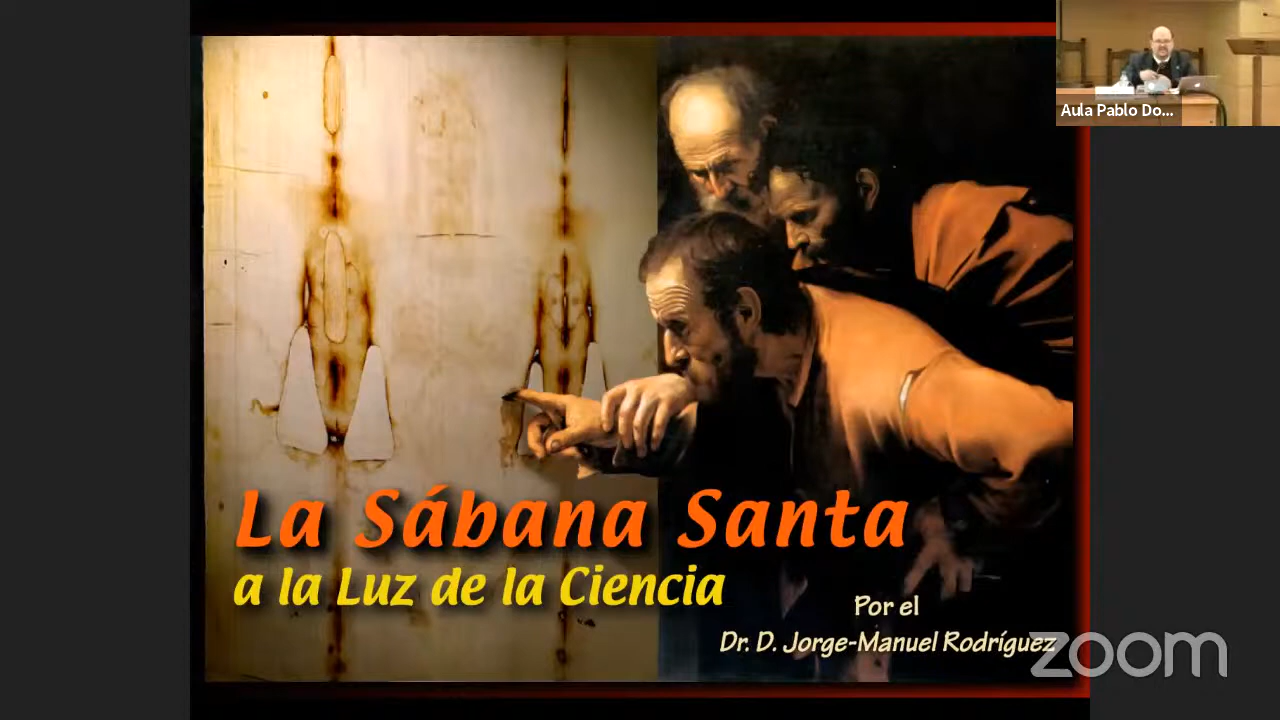 Aula Pablo Do...
La Sábana Santa
a la Luz de la Ciencia
Por el
Dr. D. Jorge-Manuel Rodríguez
zoom